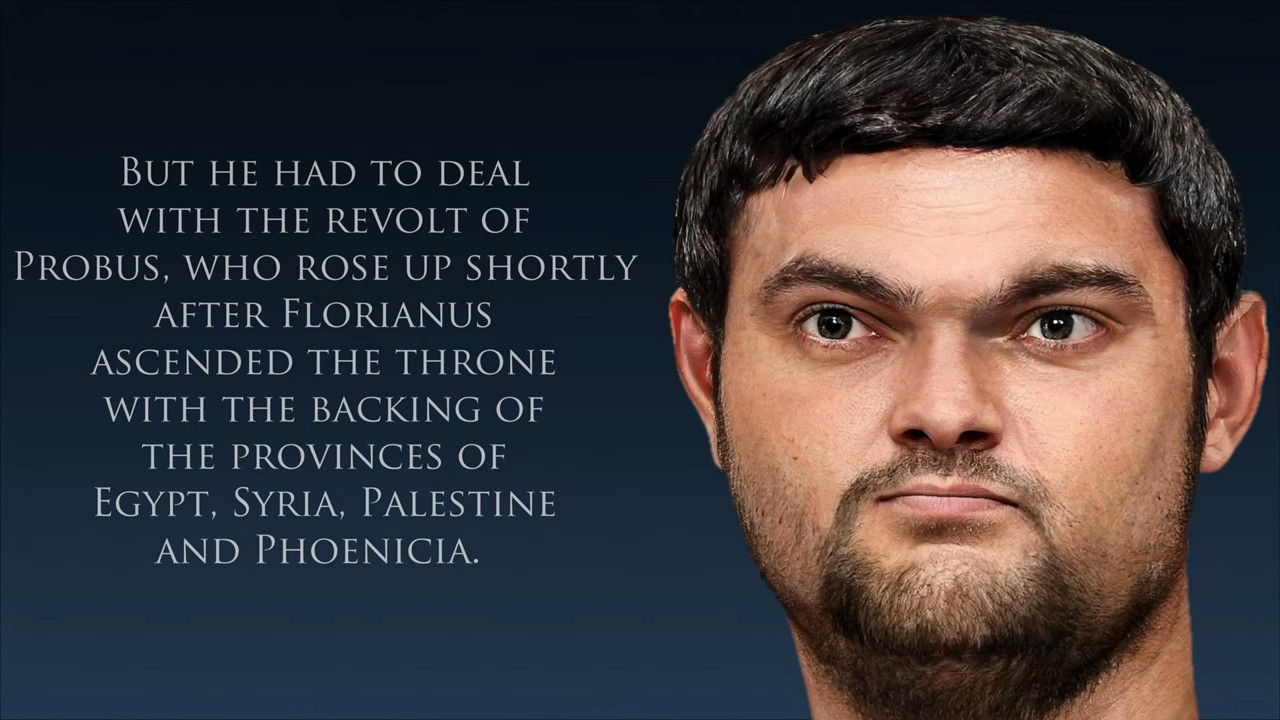 But he had to deal
with the revolt of
Probus, who rose up shortly
after Florianus
ascended the throne
with the backing of
the provinces of
Egypt, Syria, Palestine
and Phoenicia.